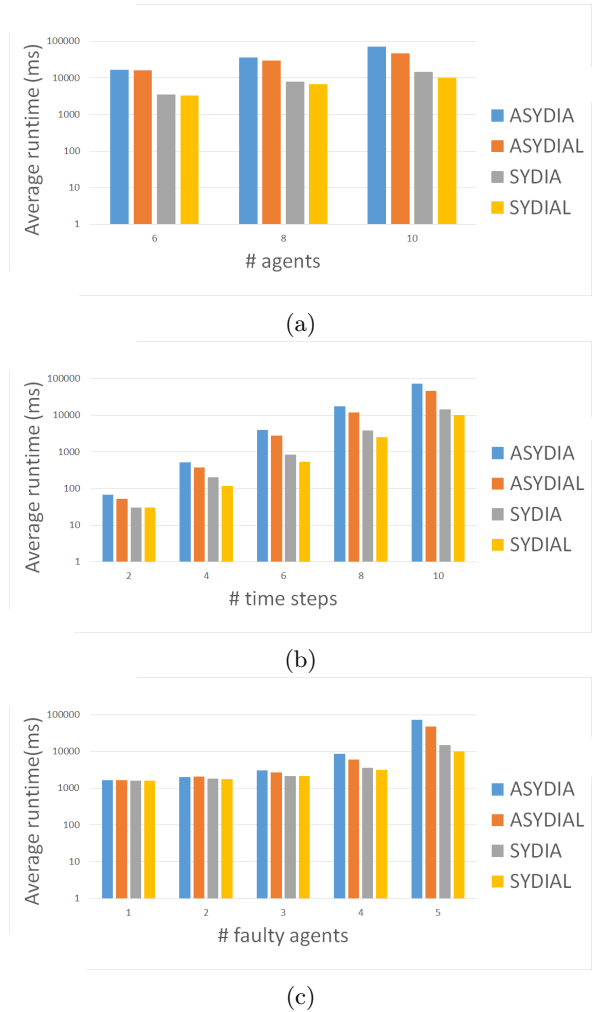 100000
10000
1000
100
10
1
Average runtime (ms)
6 8 10
# agents
ASYDIA
ASYDIAL
SYDIA
SYDIAL
(a)
100000
10000
1000
100
10
1
Average runtime (ms)
2 4 6 8 10
# time steps
ASYDIA
ASYDIAL
SYDIA
SYDIAL
(b)
100000
10000
1000
100
10
1
Average runtime(ms)
1 2 3 4 5
# faulty agents
ASYDIA
ASYDIAL
SYDIA
SYDIAL
(c)